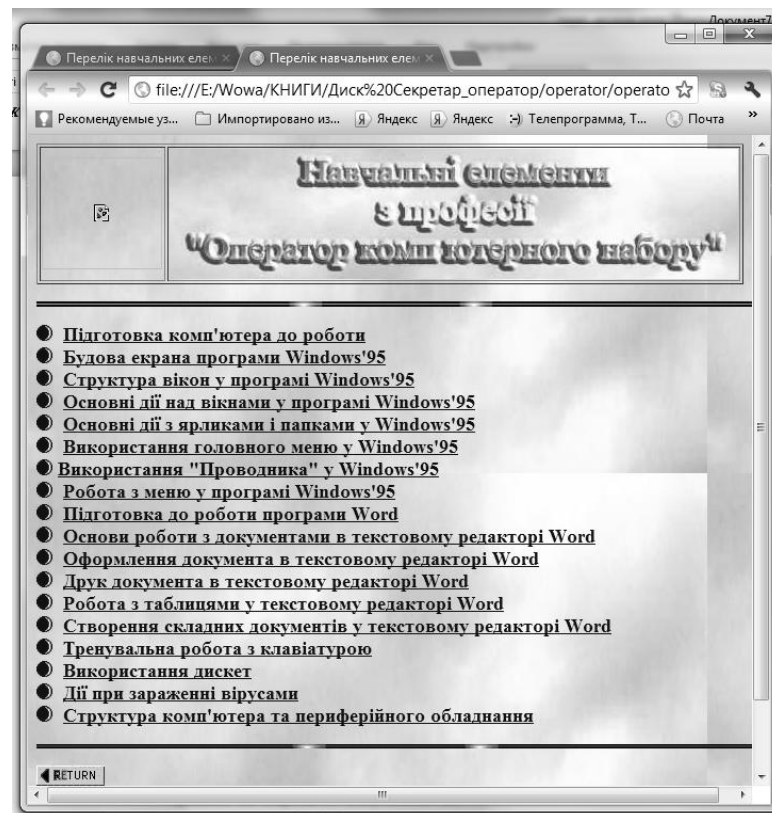 Документ7
Перелік навчальних елем
Перелік навчальних елем
file:///E:/Wowa/КНИГИ/Диск%20Секретар_оператор/operator/operato
Рекомендуемые уз... Импортировано из... Яндекс Яндекс Телепрограмма, Т... Почта »
Навчальні елементи
з професії
"Оператор комп ютерного набору"
Підготовка комп'ютера до роботи
Будова екрана програми Windows'95
Структура вікон у програмі Windows'95
Основні дії над вікнами у програмі Windows'95
Основні дії з ярликами і папками у Windows'95
Використання головного меню у Windows'95
Використання "Проводника" у Windows'95
Робота з меню у програмі Windows'95
Підготовка до роботи програми Word
Основи роботи з документами в текстовому редакторі Word
Оформлення документа в текстовому редакторі Word
Друк документа в текстовому редакторі Word
Робота з таблицями у текстовому редакторі Word
Створення складних документів у текстовому редакторі Word
Тренувальна робота з клавіатурою
Використання дискет
Дії при зараженні вірусами
Структура комп'ютера та периферійного обладнання
RETURN